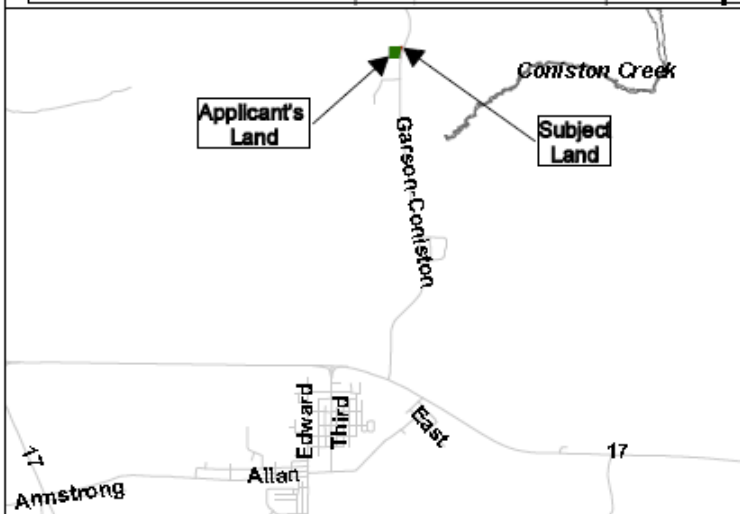 Coniston Creek
Applicant's
Land
Subject
Land
Garson-Coniston
Edward
Third
East
17
17
Allan
Armstrong